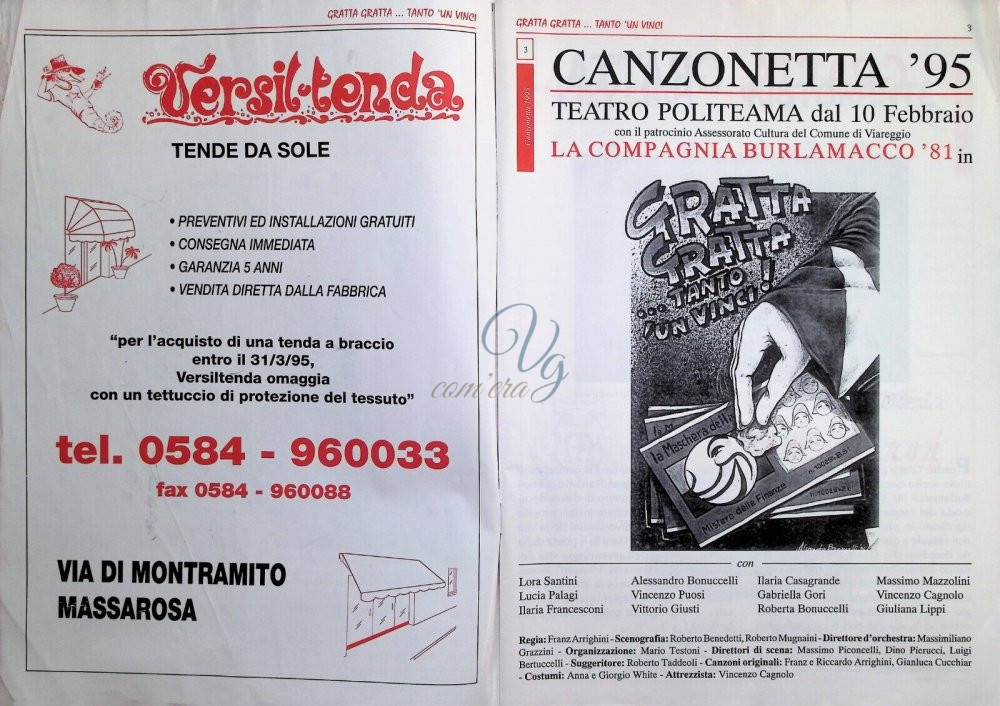 GRATTA GRATTA ... TANTO 'UN VINCI
Versil-tenda
TENDE DA SOLE
• PREVENTIVI ED INSTALLAZIONI GRATUITI
• CONSEGNA IMMEDIATA
• GARANZIA 5 ANNI
• VENDITA DIRETTA DALLA FABBRICA
“per l’acquisto di una tenda a braccio
entro il 31/3/95,
Versiltenda omaggia
con un tettuccio di protezione del tessuto”
tel. 0584 - 960033
fax 0584 - 960088
VIA DI MONTRAMITO
MASSAROSA
Vg
com'era
GRATTA GRATTA ... TANTO 'UN VINCI
3
3
Canzonetta 1995
CANZONETTA ’95
TEATRO POLITEAMA dal 10 Febbraio
con il patrocinio Assessorato Cultura del Comune di Viareggio
LA COMPAGNIA BURLAMACCO ’81 in
GRATTA
GRATTA
...TANTO
'UN VINCI!
la Maschera dell'
Mistero delle Finanze
con
Lora Santini Alessandro Bonuccelli Ilaria Casagrande Massimo Mazzolini
Lucia Palagi Vincenzo Puosi Gabriella Gori Vincenzo Cagnolo
Ilaria Francesconi Vittorio Giusti Roberta Bonuccelli Giuliana Lippi
Regia: Franz Arrighini - Scenografia: Roberto Benedetti, Roberto Mugnaini - Direttore d’orchestra: Massimiliano
Grazzini - Organizzazione: Mario Testoni - Direttori di scena: Massimo Piconcelli, Dino Pierucci, Luigi
Bertuccelli - Suggeritore: Roberto Taddeoli - Canzoni originali: Franz e Riccardo Arrighini, Gianluca Cucchiar
- Costumi: Anna e Giorgio White - Attrezzista: Vincenzo Cagnolo